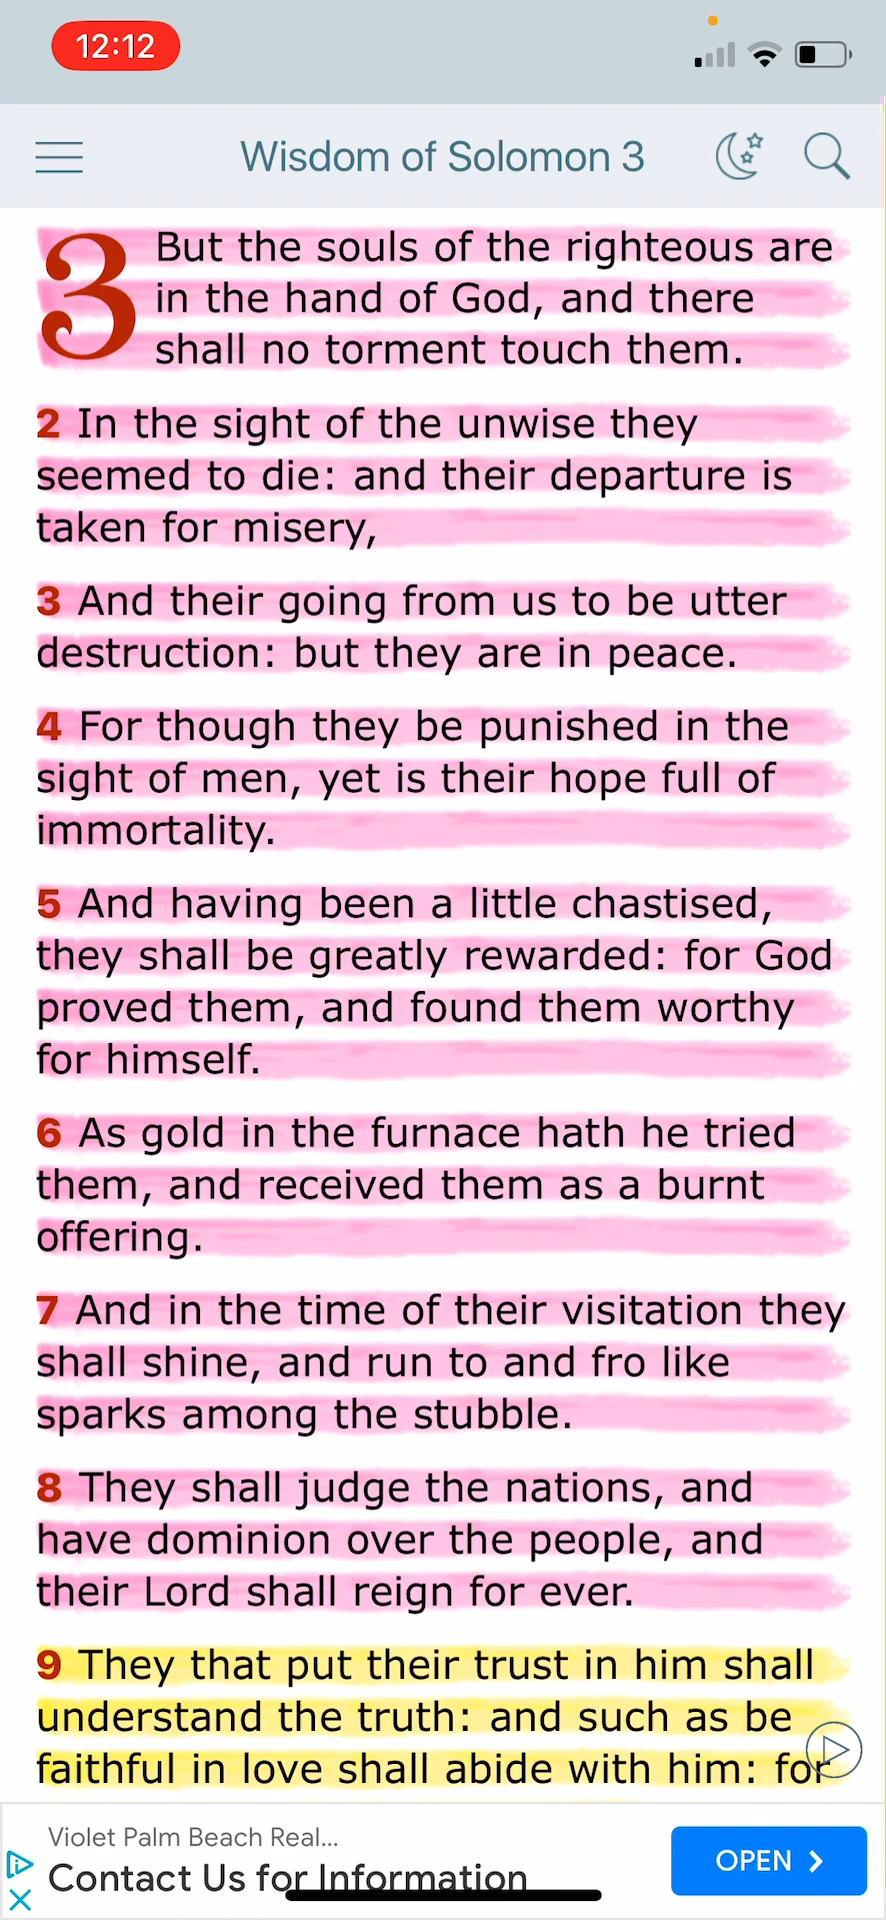 12:12
Wisdom of Solomon 3
3 But the souls of the righteous are
in the hand of God, and there
shall no torment touch them.
2 In the sight of the unwise they
seemed to die: and their departure is
taken for misery,
3 And their going from us to be utter
destruction: but they are in peace.
4 For though they be punished in the
sight of men, yet is their hope full of
immortality.
5 And having been a little chastised,
they shall be greatly rewarded: for God
proved them, and found them worthy
for himself.
6 As gold in the furnace hath he tried
them, and received them as a burnt
offering.
7 And in the time of their visitation they
shall shine, and run to and fro like
sparks among the stubble.
8 They shall judge the nations, and
have dominion over the people, and
their Lord shall reign for ever.
9 They that put their trust in him shall
understand the truth: and such as be
faithful in love shall abide with him: for
Violet Palm Beach Real...
Contact Us for Information
OPEN